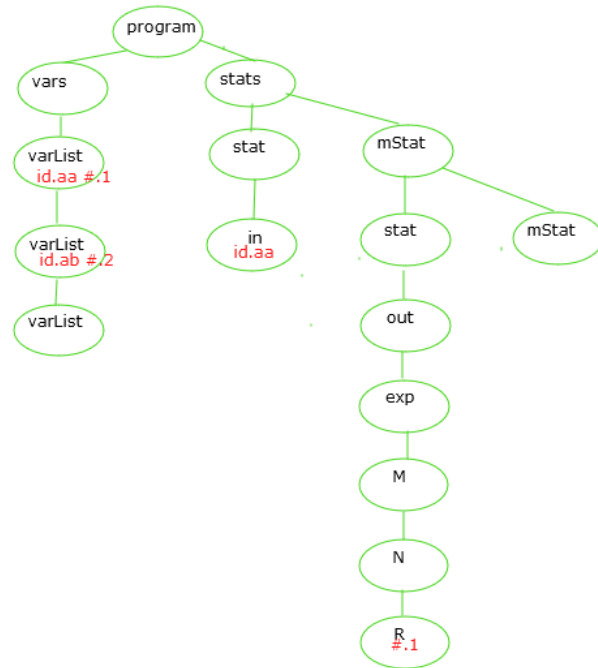 program
vars
stats
varList
id.aa #.1
stat
mStat
varList
id.ab #.2
in
id.aa
stat
mStat
varList
out
exp
M
N
R
#.1